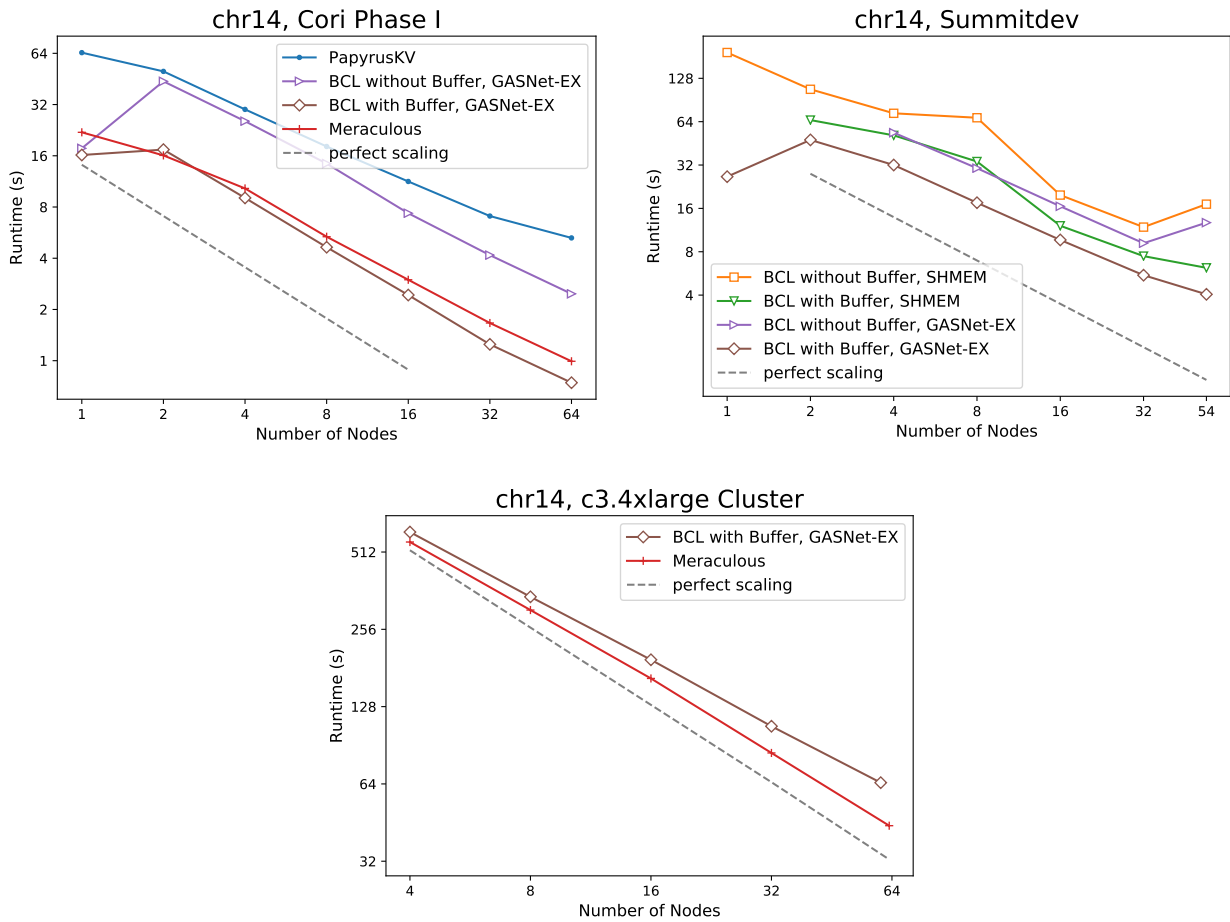 chr14, Cori Phase I
64
32
16
8
4
2
1
Runtime (s)
PapyrusKV
BCL without Buffer, GASNet-EX
BCL with Buffer, GASNet-EX
Meraculous
perfect scaling
1 2 4 8 16 32 64
Number of Nodes
chr14, Summitdev
128
64
32
16
8
4
Runtime (s)
BCL without Buffer, SHMEM
BCL with Buffer, SHMEM
BCL without Buffer, GASNet-EX
BCL with Buffer, GASNet-EX
perfect scaling
1 2 4 8 16 32 54
Number of Nodes
chr14, c3.4xlarge Cluster
512
256
128
64
32
Runtime (s)
BCL with Buffer, GASNet-EX
Meraculous
perfect scaling
4 8 16 32 64
Number of Nodes